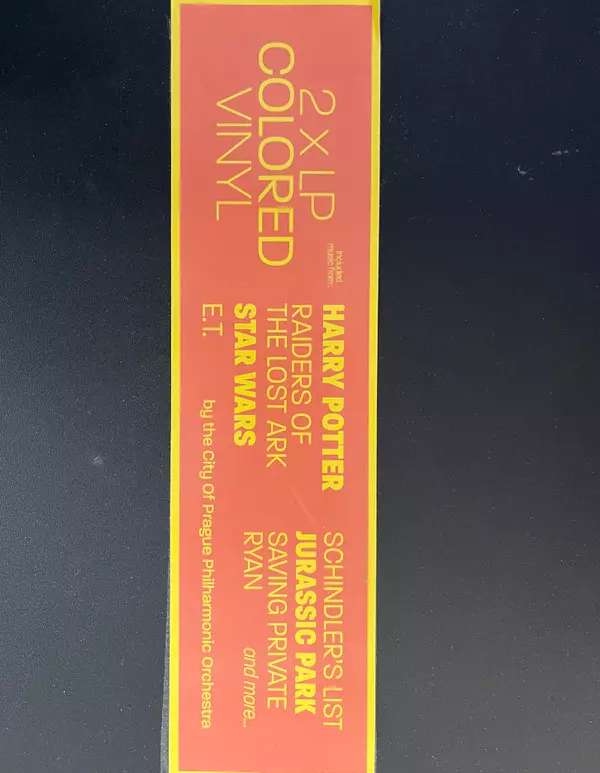 2 x LP
COLORED
VINYL
Included
music from:
HARRY POTTER
RAIDERS OF
THE LOST ARK
STAR WARS
E.T.
SCHINDLER'S LIST
JURASSIC PARK
SAVING PRIVATE
RYAN
and more...
by the City Of Prague Philharmonic Orchestra